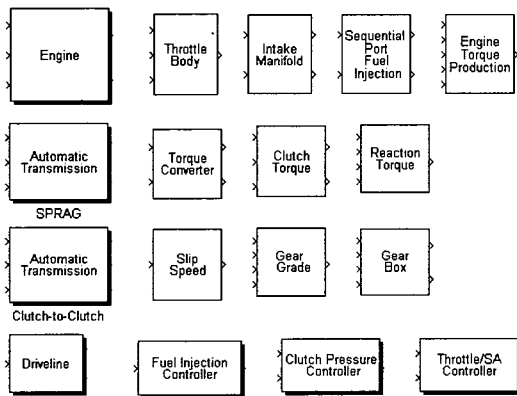 Engine
Throttle
Body
Intake
Manifold
Sequential
Port
Fuel
Injection
Engine
Torque
Production
Automatic
Transmission
SPRAG
Torque
Converter
Clutch
Torque
Reaction
Torque
Automatic
Transmission
Clutch-to-Clutch
Slip
Speed
Gear
Grade
Gear
Box
Driveline
Fuel Injection
Controller
Clutch Pressure
Controller
Throttle/SA
Controller